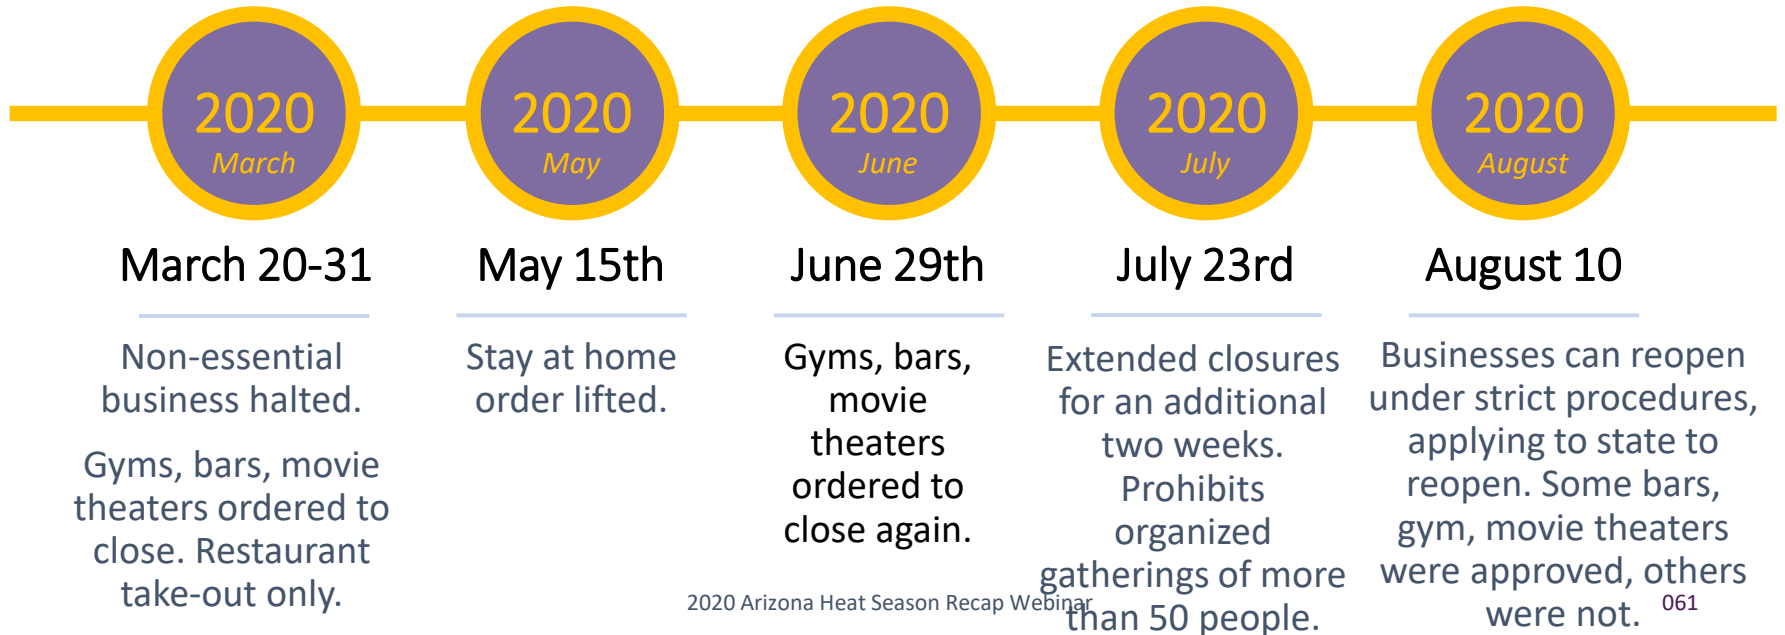 2020
March
2020
May
2020
June
2020
July
2020
August
March 20-31
Non-essential
business halted.
Gyms, bars, movie
theaters ordered to
close. Restaurant
take-out only.
May 15th
Stay at home
order lifted.
June 29th
Gyms, bars,
movie
theaters
ordered to
close again.
July 23rd
Extended closures
for an additional
two weeks.
Prohibits
organized
gatherings of more
than 50 people.
August 10
Businesses can reopen
under strict procedures,
applying to state to
reopen. Some bars,
gym, movie theaters
were approved, others
were not.
2020 Arizona Heat Season Recap Webinar
061